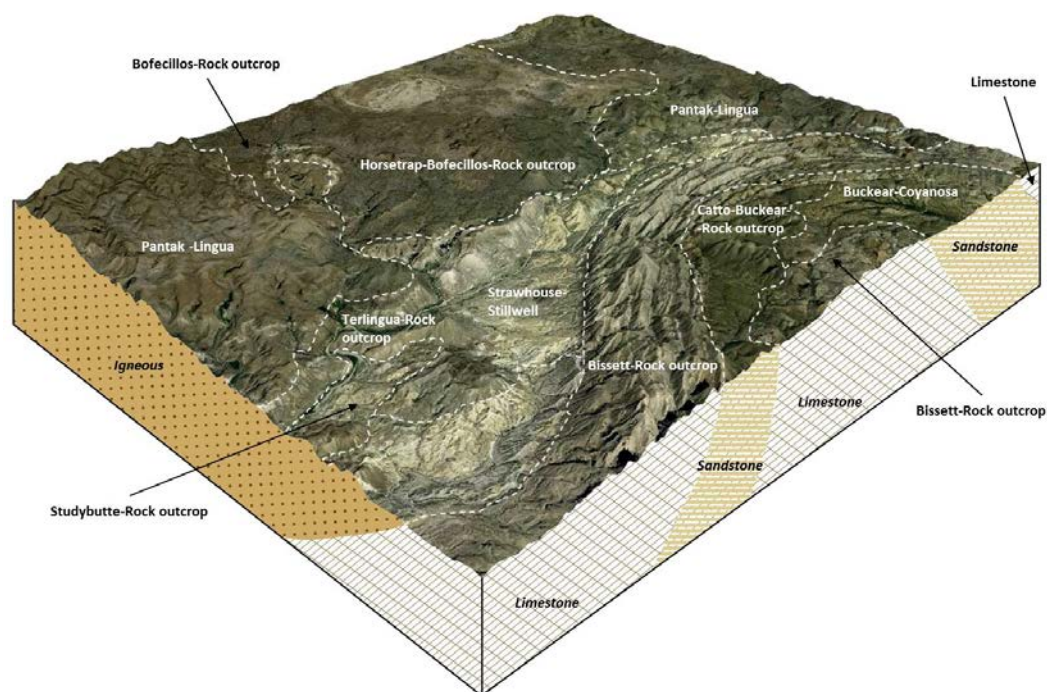 Bofecillos-Rock outcrop
Limestone
Pantak-Lingua
Horsetrap-Bofecillos-Rock outcrop
Buckear-Coyanosa
Catto-Buckear-
-Rock outcrop
Pantak -Lingua
Sandstone
Strawhouse-
Stillwell
Terlingua-Rock
outcrop
Igneous
Bissett-Rock outcrop
Limestone
Bissett-Rock outcrop
Sandstone
Studybutte-Rock outcrop
Limestone